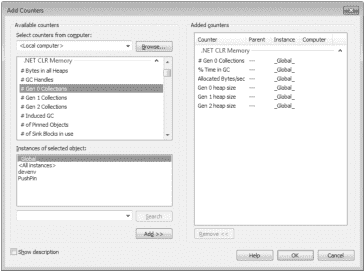 Add Counters
Available counters
Select counters from computer:
<Local computer>
Browse...
.NET CLR Memory
# Bytes in all Heaps
# GC Handles
# Gen 0 Collections
# Gen 1 Collections
# Gen 2 Collections
# Induced GC
# of Pinned Objects
# of Sink Blocks in use
Instances of selected object:
_Global_
<All instances>
devenv
PushPin
Search
Add >>
Show description
Added counters
Counter Parent Instance Computer
.NET CLR Memory
# Gen 0 Collections --- _Global_
% Time in GC --- _Global_
Allocated Bytes/sec --- _Global_
Gen 1 heap size --- _Global_
Gen 2 heap size --- _Global_
Gen 2 heap size --- _Global_
Remove <<
Help OK Cancel